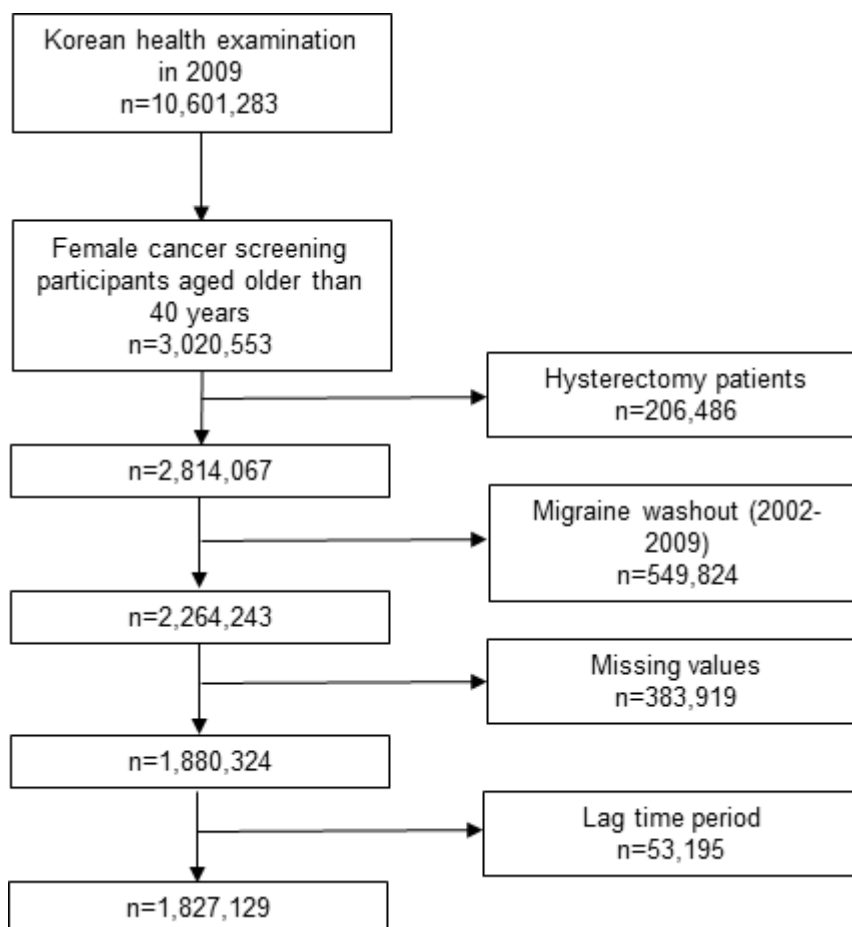 Korean health examination
in 2009
n=10,601,283
Female cancer screening
participants aged older than
40 years
n=3,020,553
Hysterectomy patients
n=206,486
n=2,814,067
Migraine washout (2002-
2009)
n=549,824
n=2,264,243
Missing values
n=383,919
n=1,880,324
Lag time period
n=53,195
n=1,827,129